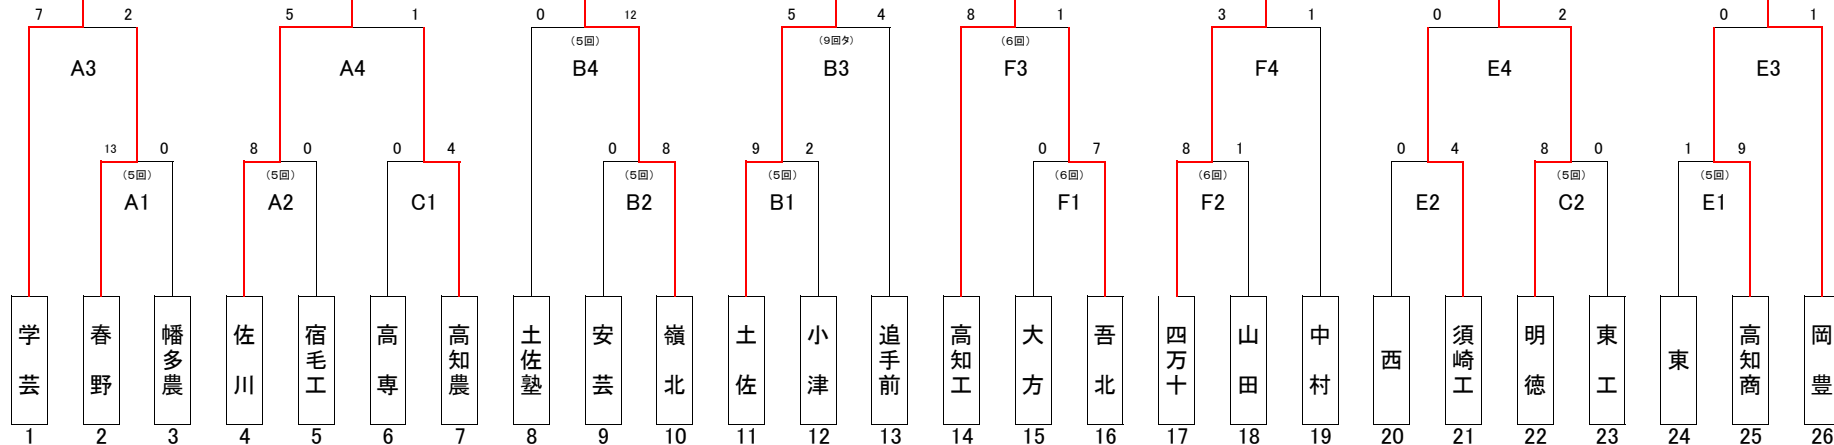 7 2 5 1 0 12 5 4 8 1 3 1 0 2 0 1
(5回) (9回タ) (6回)
A3 A4 B4 B3 F3 F4 E4 E3
13 0 8 0 0 4 0 8 9 2 0 7 8 1 0 4 8 0 1 9
(5回) (5回) (5回) (5回) (6回) (6回) (5回) (5回)
A1 A2 C1 B2 B1 F1 F2 E2 C2 E1
学芸 春野 幡多農 佐川 宿毛工 高専 高知農 土佐塾 安芸 嶺北 土佐 小津 追手前 高知工 大方 吾北 四万十 山田 中村 西 須崎工 明徳 東工 東 高知商 岡豊
1 2 3 4 5 6 7 8 9 10 11 12 13 14 15 16 17 18 19 20 21 22 23 24 25 26